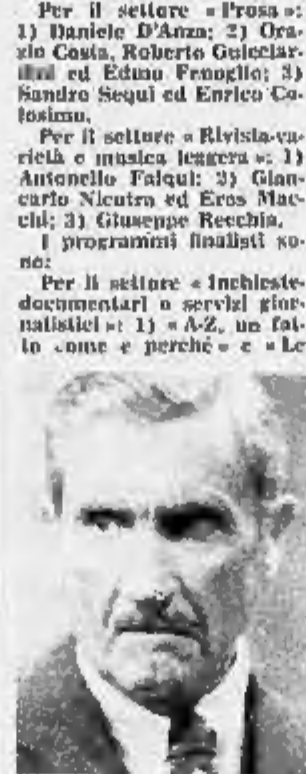 Per il settore « Prosa »:
1) Daniele D'Anza; 2) Ora-
zio Costa, Roberto Guicciar-
dini ed Edmo Fenoglio; 3)
Sandro Sequi ed Enrico Co-
losimo.
Per il settore « Rivista-va-
rietà e musica leggera »: 1)
Antonello Falqui; 2) Gian-
carlo Nicotra ed Eros Mac-
chi; 3) Giuseppe Recchia.
I programmi finalisti so-
no:
Per il settore « Inchieste-
documentari o servizi gior-
nalistici »: 1) « A-Z, un fat-
to come e perché » e « Le